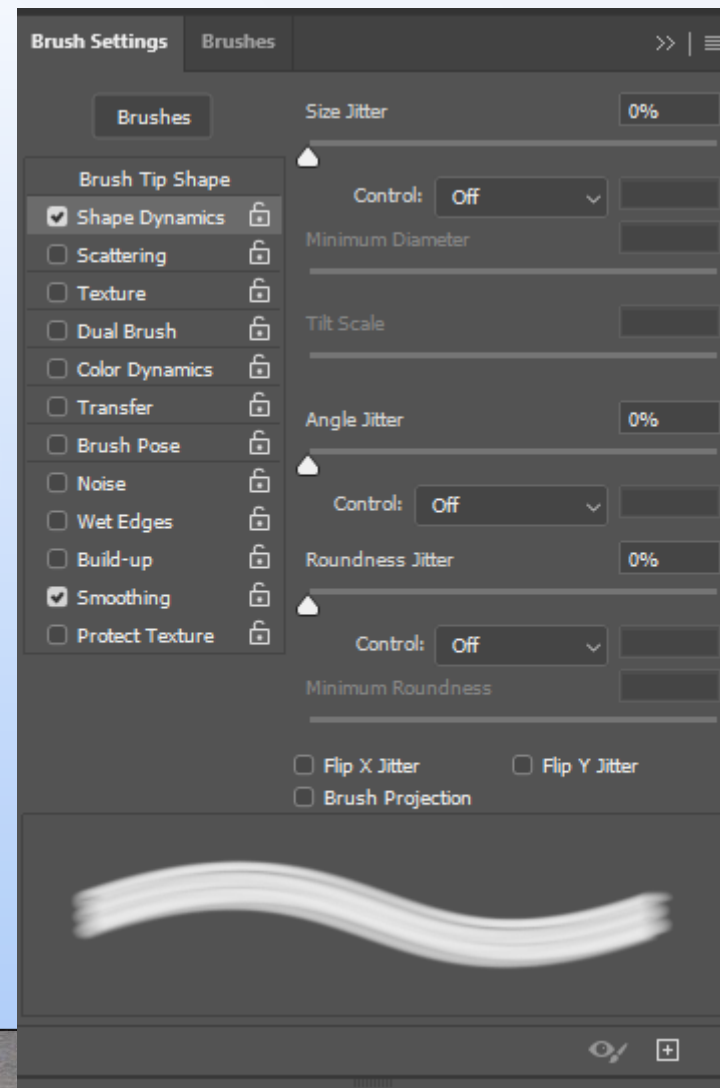 Brush Settings Brushes
Brushes
Brush Tip Shape
Shape Dynamics
Scattering
Texture
Dual Brush
Color Dynamics
Transfer
Brush Pose
Noise
Wet Edges
Build-up
Smoothing
Protect Texture
Size Jitter 0%
Control: Off
Minimum Diameter
Tilt Scale
Angle Jitter 0%
Control: Off
Roundness Jitter 0%
Control: Off
Minimum Roundness
Flip X Jitter Flip Y Jitter
Brush Projection